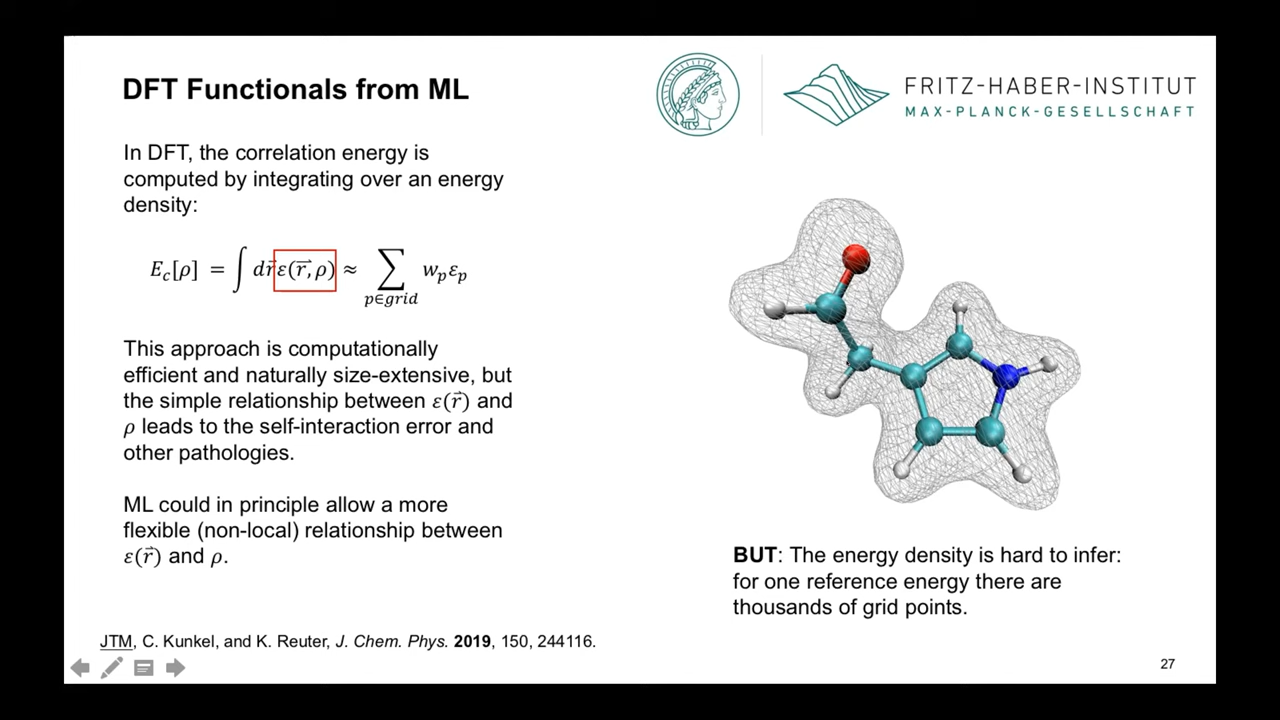 DFT Functionals from ML
FRITZ-HABER-INSTITUT
MAX-PLANCK-GESELLSCHAFT
In DFT, the correlation energy is
computed by integrating over an energy
density:
E_c[ρ] = ∫ dr⃗ε(r⃗, ρ) ≈ ∑_{p∈grid} w_p ε_p
This approach is computationally
efficient and naturally size-extensive, but
the simple relationship between ε(r⃗) and
ρ leads to the self-interaction error and
other pathologies.
ML could in principle allow a more
flexible (non-local) relationship between
ε(r⃗) and ρ.
BUT: The energy density is hard to infer:
for one reference energy there are
thousands of grid points.
JTM, C. Kunkel, and K. Reuter, J. Chem. Phys. 2019, 150, 244116.
27